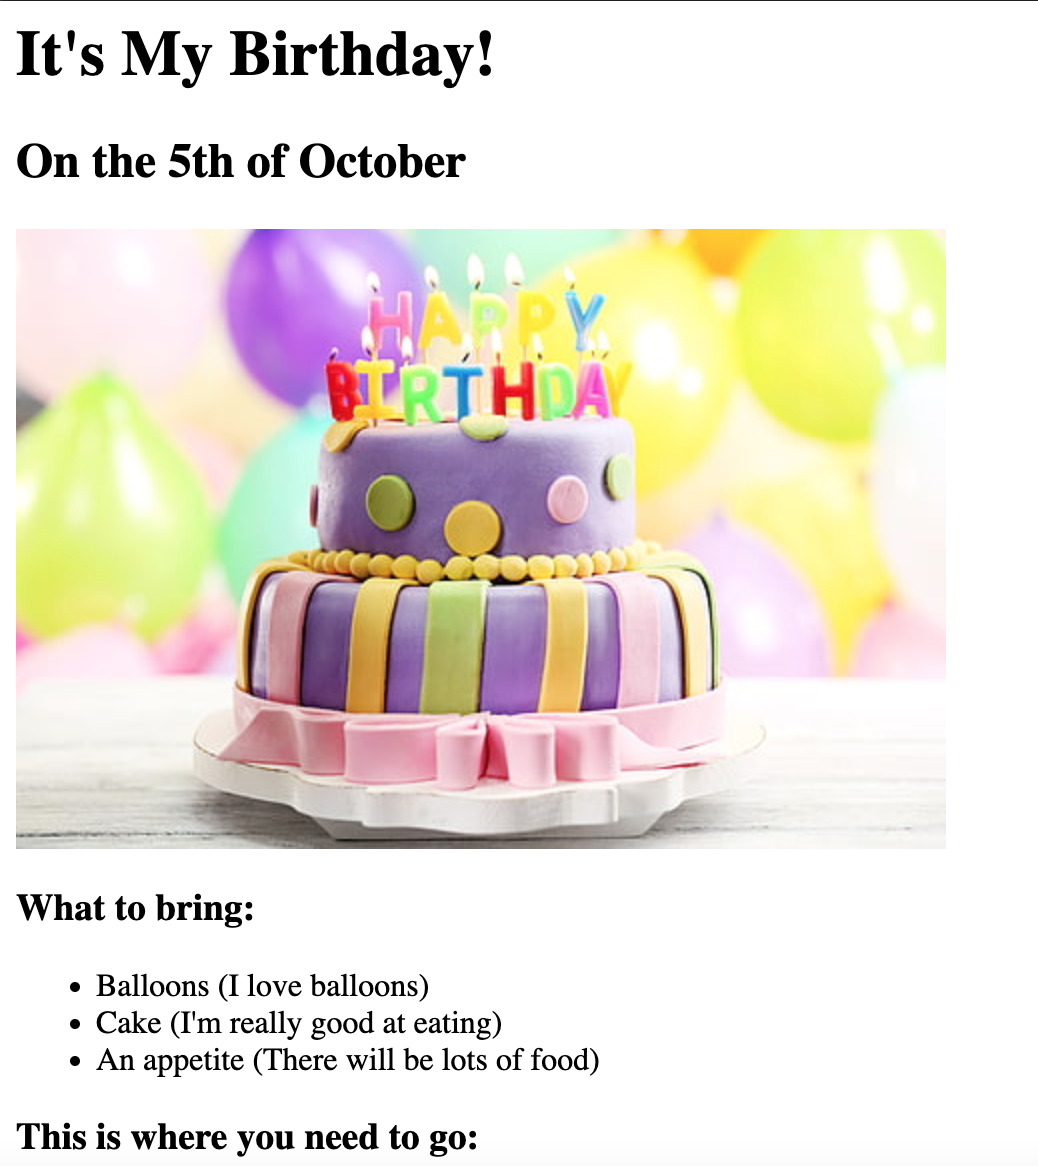 It's My Birthday!
On the 5th of October
HAPPY
BIRTHDAY
What to bring:
Balloons (I love balloons)
Cake (I'm really good at eating)
An appetite (There will be lots of food)
This is where you need to go: